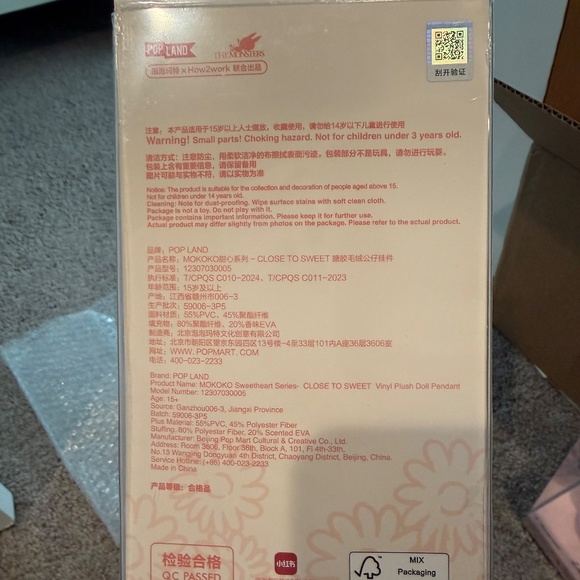 POP LAND
THE MONSTERS
泡泡玛特 x How2work 联合出品
刮开验证
注意：本产品适用于15岁以上人士摆放，收藏使用，请勿给14岁以下儿童进行使用
Warning! Small parts! Choking hazard. Not for children under 3 years old.
清洁方式：注意防尘，用柔软洁净的布擦拭表面污迹。包装部分不是玩具，请勿进行玩耍。
包装上含有重要信息，请保留备用
图片可能与实物不符，请以实物为准
Notice: The product is suitable for the collection and decoration of people aged above 15.
Not for children under 14 years old.
Cleaning: Note for dust-proofing. Wipe surface stains with soft clean cloth.
Package is not a toy. Do not play with it.
Package contains important information. Please keep it for further use.
Actual product may differ slightly from photos on the package. Please refer to the actual product.
品牌：POP LAND
产品名称：MOKOKO甜心系列 - CLOSE TO SWEET 搪胶毛绒公仔挂件
产品型号：12307030005
执行标准：T/CPQS C010-2024、T/CPQS C011-2023
年龄范围：15岁及以上
产地：江西省赣州市006-3
生产批次：59006-3P5
面料材质：55%PVC、45%聚酯纤维
填充物：80%聚酯纤维、20%香味EVA
制造商：北京泡泡玛特文化创意有限公司
地址：北京市朝阳区望京东园四区13号楼-4至33层101内A座36层3606室
网址：WWW. POPMART. COM
电话：400-023-2233
Brand: POP LAND
Product Name: MOKOKO Sweetheart Series- CLOSE TO SWEET Vinyl Plush Doll Pendant
Model Number: 12307030005
Age: 15+
Source: Ganzhou006-3, Jiangxi Province
Batch: 59006-3P5
Plus Material: 55%PVC, 45% Polyester Fiber
Stuffing: 80% Polyester Fiber, 20% Scented EVA
Manufacturer: Beijing Pop Mart Cultural & Creative Co., Ltd.
Address: Room 3606, Floor 36th, Block A, 101, Fl 4th-33th,
No.13 Wangjing Dongyuan 4th District, Chaoyang District, Beijing, China.
Service Hotline: (+86) 400-023-2233
Made in China
产品等级：合格品
检验合格
QC PASSED
小红书
FSC
MIX
Packaging